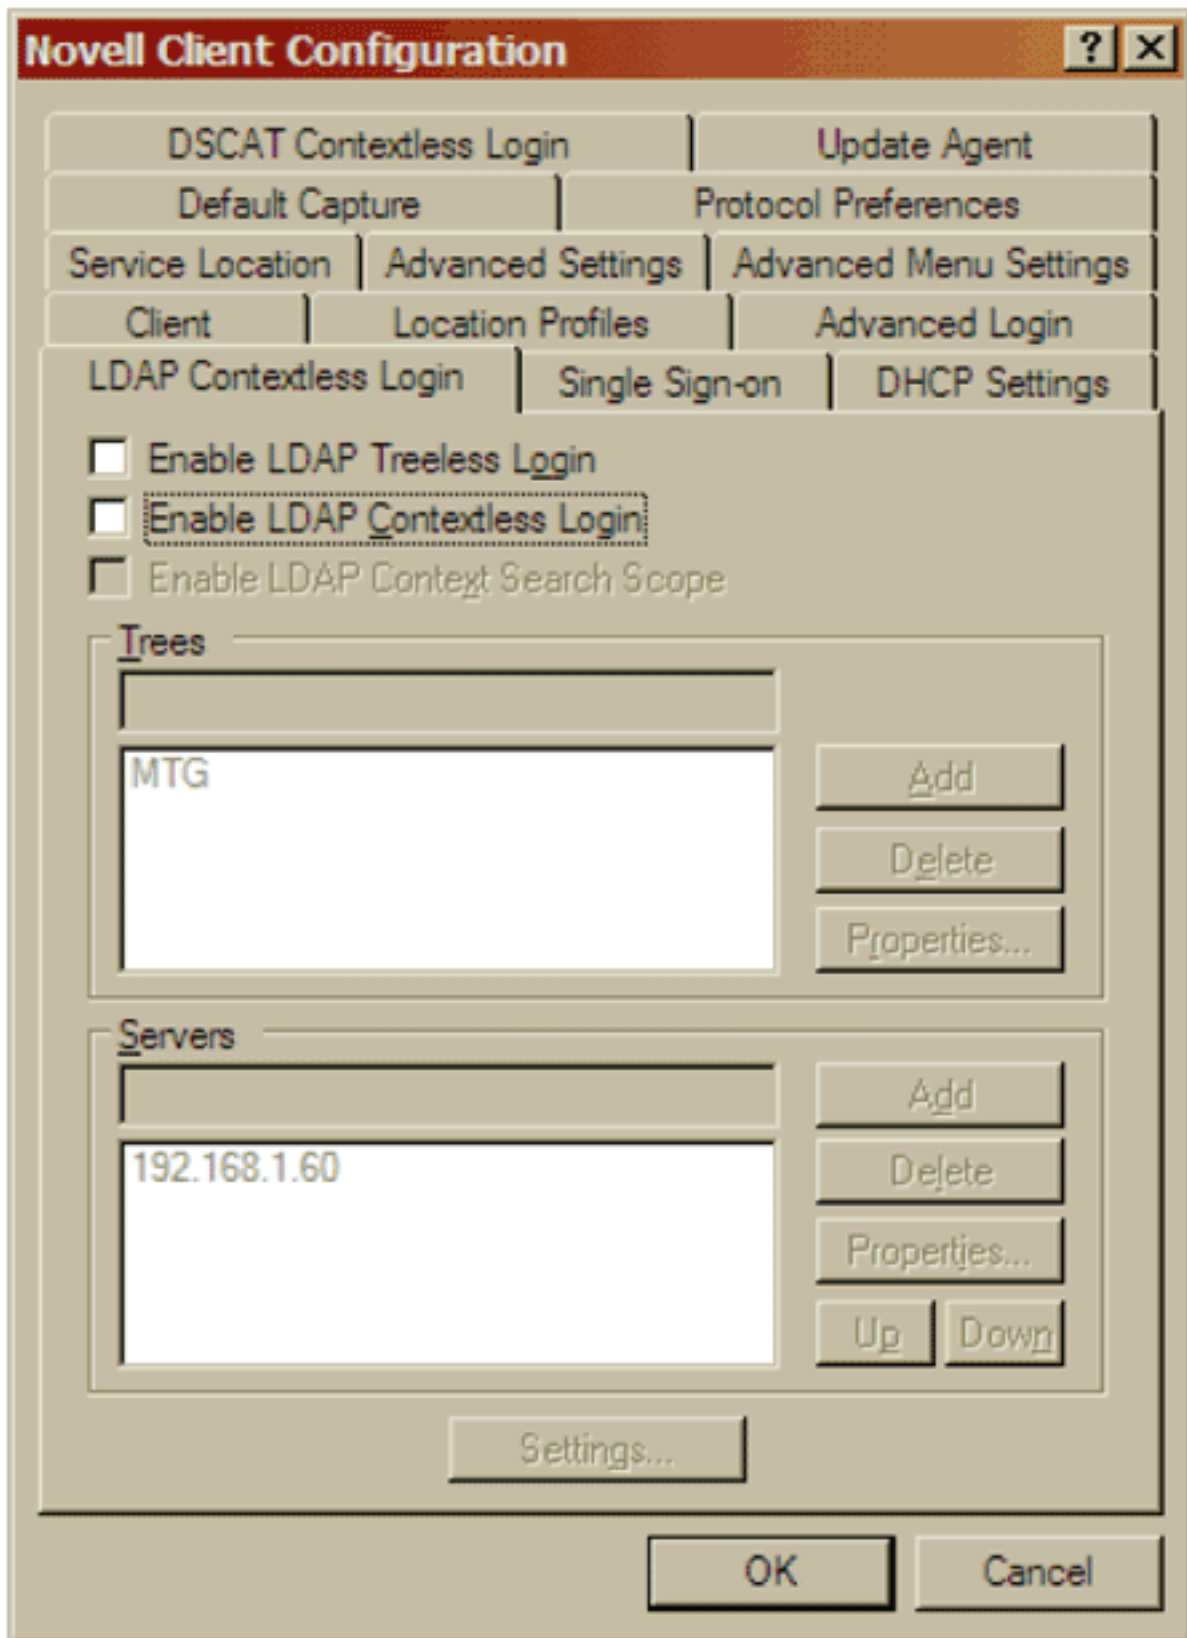 Novell Client Configuration
DSCAT Contextless Login Update Agent
Default Capture Protocol Preferences
Service Location Advanced Settings Advanced Menu Settings
Client Location Profiles Advanced Login
LDAP Contextless Login Single Sign-on DHCP Settings
Enable LDAP Treeless Login
Enable LDAP Contextless Login
Enable LDAP Context Search Scope
Trees
MTG
Add
Delete
Properties...
Servers
Add
192.168.1.60
Delete
Properties...
Up Down
Settings...
OK Cancel